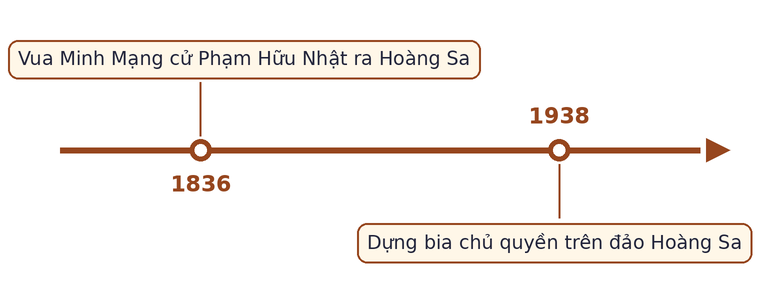 Vua Minh Mạng cử Phạm Hữu Nhật ra Hoàng Sa
1836
1938
Dựng bia chủ quyền trên đảo Hoàng Sa